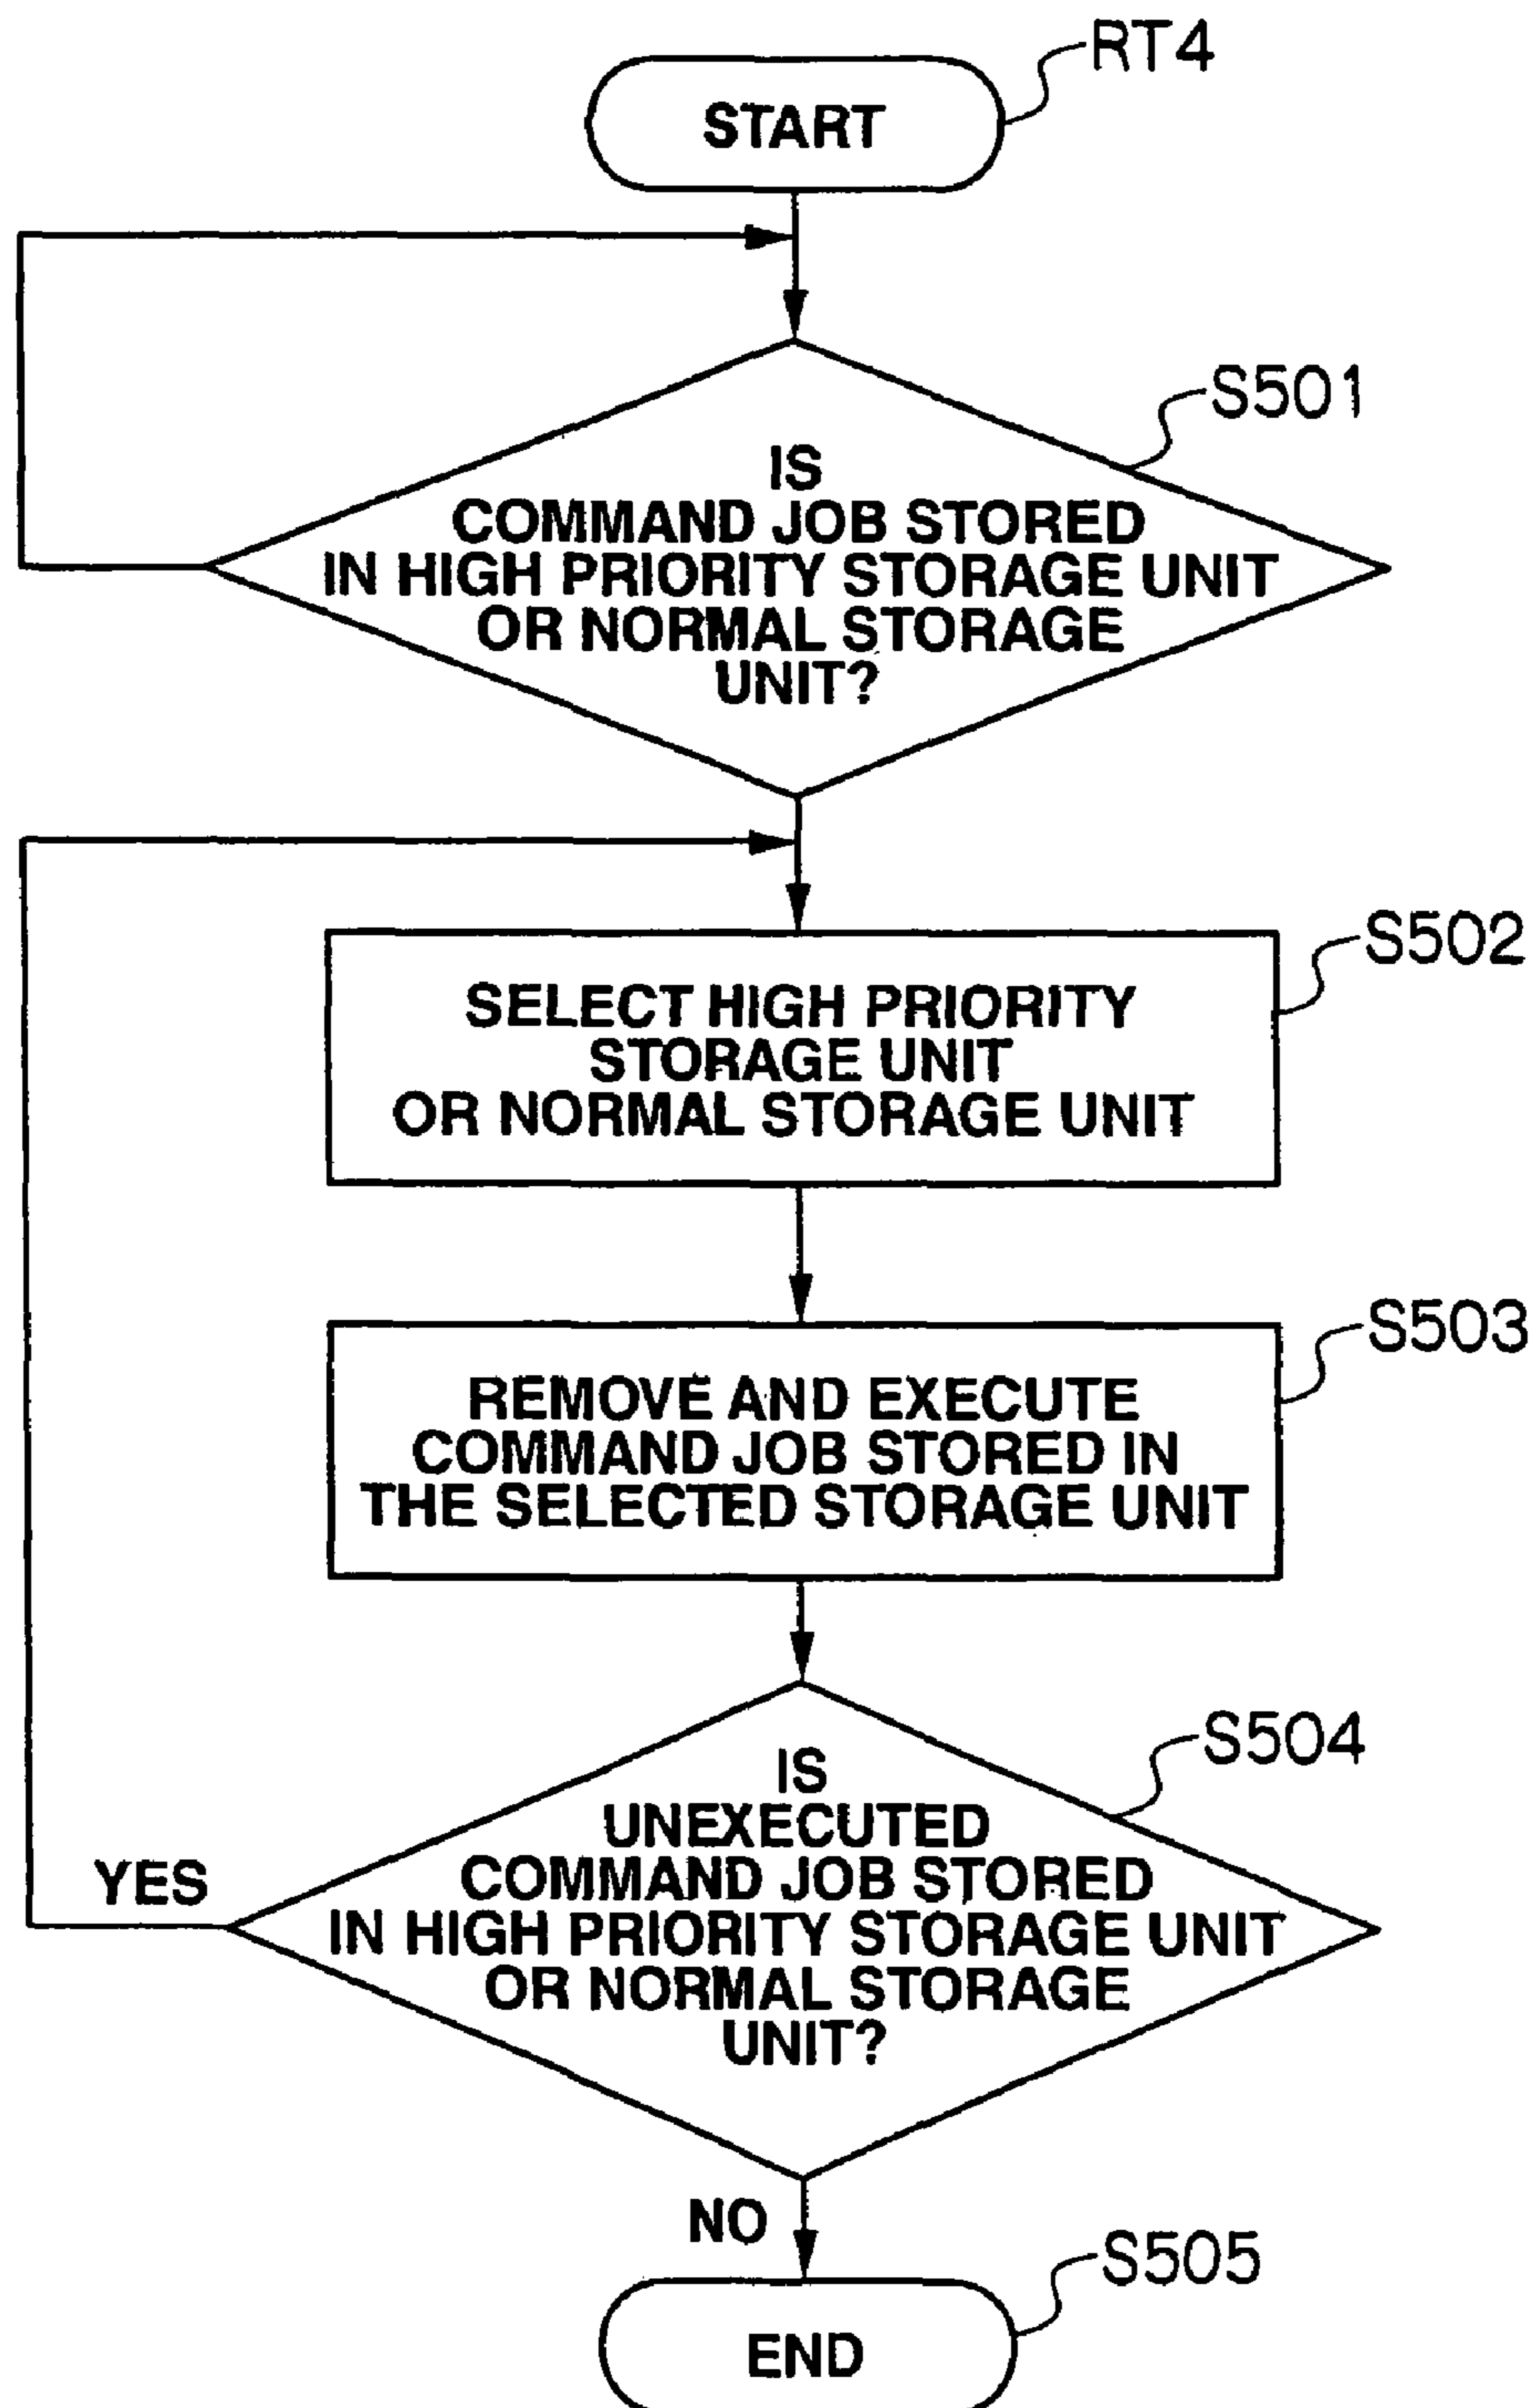 RT4
START
S501
IS
COMMAND JOB STORED
IN HIGH PRIORITY STORAGE UNIT
OR NORMAL STORAGE
UNIT?
S502
SELECT HIGH PRIORITY
STORAGE UNIT
OR NORMAL STORAGE UNIT
S503
REMOVE AND EXECUTE
COMMAND JOB STORED IN
THE SELECTED STORAGE UNIT
S504
IS
UNEXECUTED
COMMAND JOB STORED
IN HIGH PRIORITY STORAGE UNIT
OR NORMAL STORAGE
UNIT?
YES
NO
S505
END